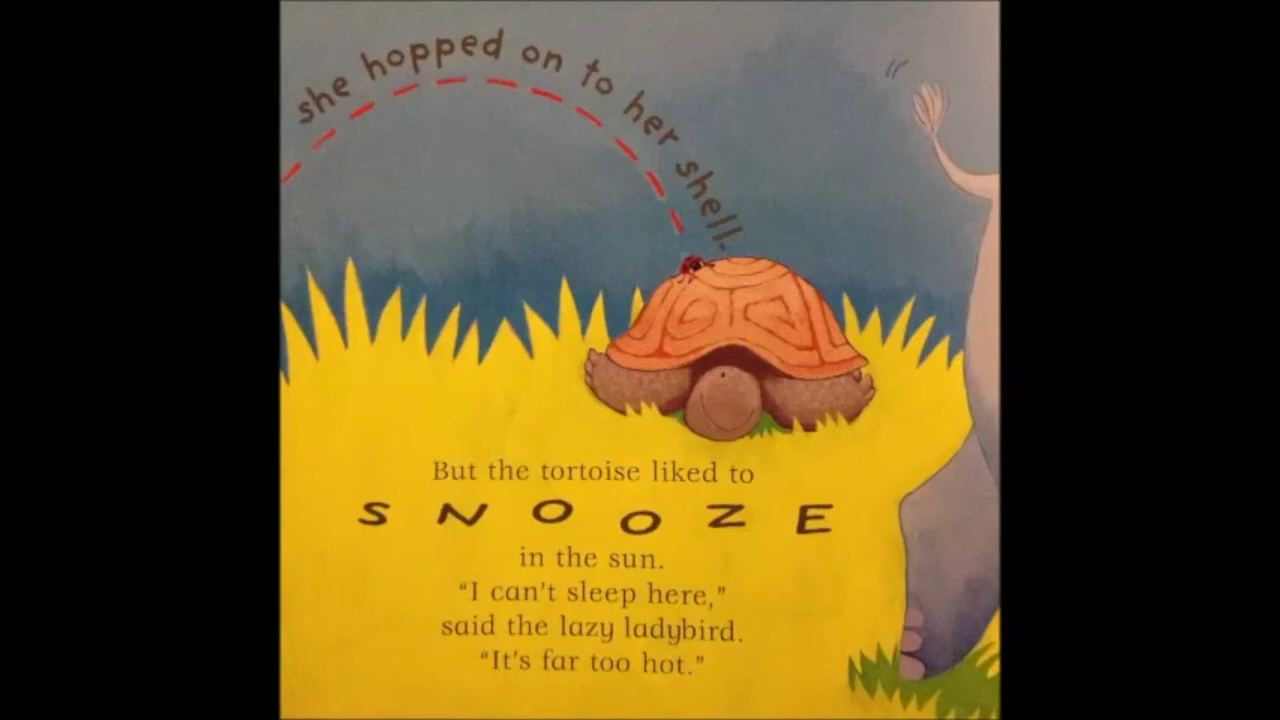 she hopped on to her shell.
But the tortoise liked to
SNOOZE
in the sun.
“I can't sleep here,”
said the lazy ladybird.
“It's far too hot.”